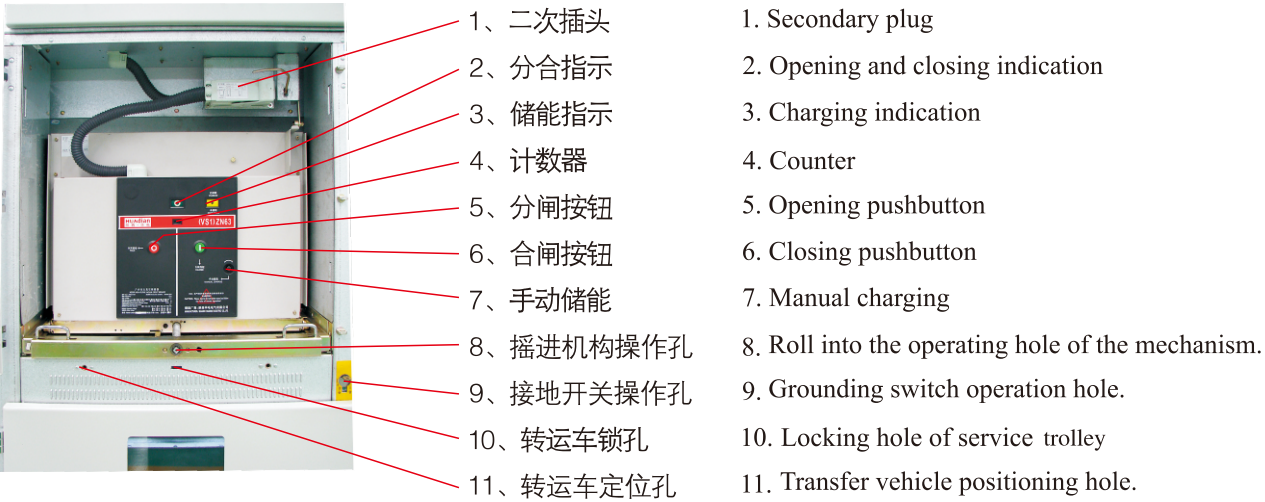 1、二次插头 1. Secondary plug
2、分合指示 2. Opening and closing indication
3、储能指示 3. Charging indication
4、计数器 4. Counter
(VS1)ZN63
5、分闸按钮 5. Opening pushbutton
6、合闸按钮 6. Closing pushbutton
7、手动储能 7. Manual charging
8、摇进机构操作孔 8. Roll into the operating hole of the mechanism.
9、接地开关操作孔 9. Grounding switch operation hole.
10、转运车锁孔 10. Locking hole of service trolley
11、转运车定位孔 11. Transfer vehicle positioning hole.